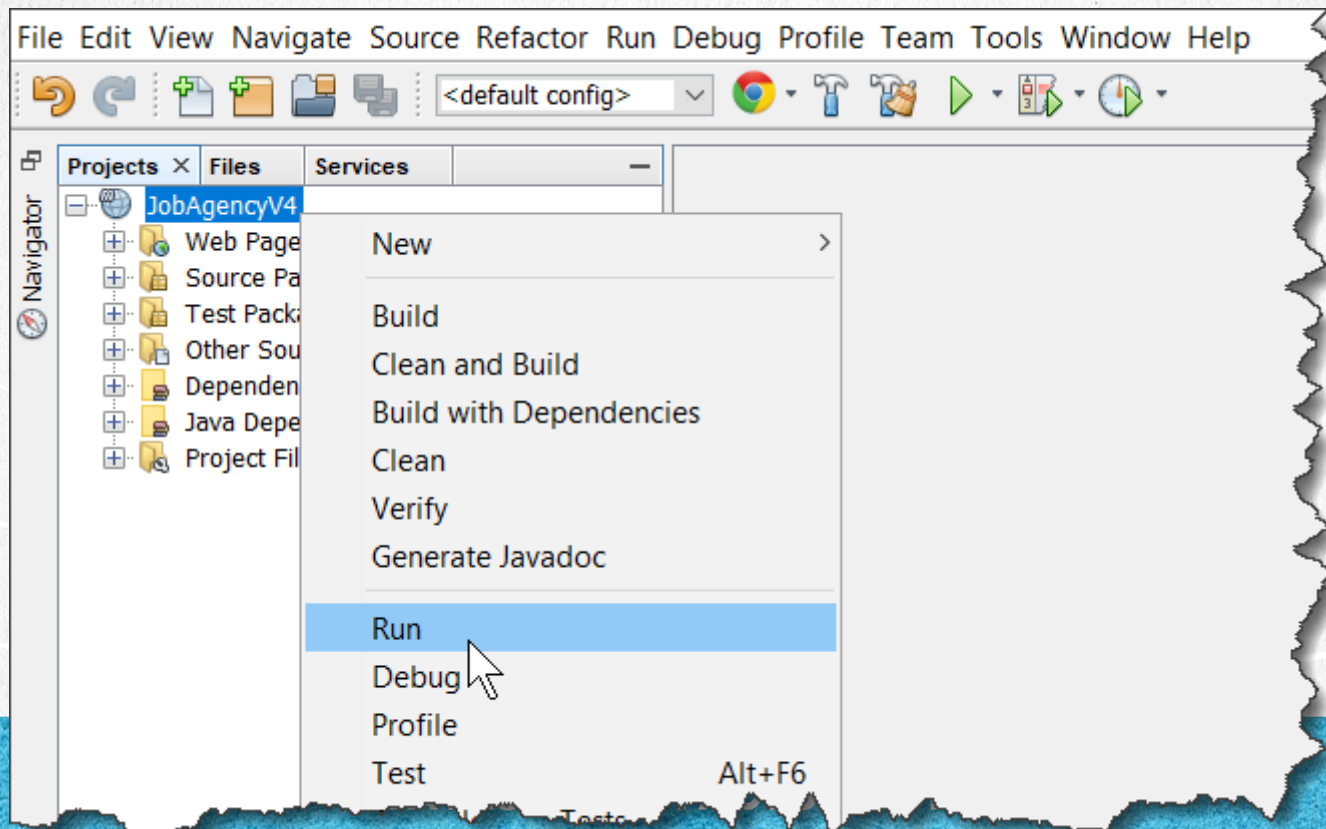 File Edit View Navigate Source Refactor Run Debug Profile Team Tools Window Help
<default config>
Projects Files Services
Navigator
JobAgencyV4
Web Page
Source Pa
Test Pack
Other Sou
Dependen
Java Depe
Project Fil
New
Build
Clean and Build
Build with Dependencies
Clean
Verify
Generate Javadoc
Run
Debug
Profile
Test Alt+F6
Tests